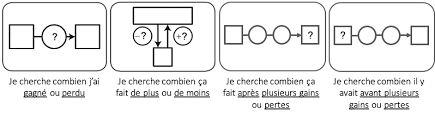 ?
Je cherche combien j'ai
gagné ou perdu
-? +?
Je cherche combien ça
fait de plus ou de moins
?
Je cherche combien ça
fait après plusieurs gains
ou pertes
?
Je cherche combien il y
avait avant plusieurs
gains ou pertes